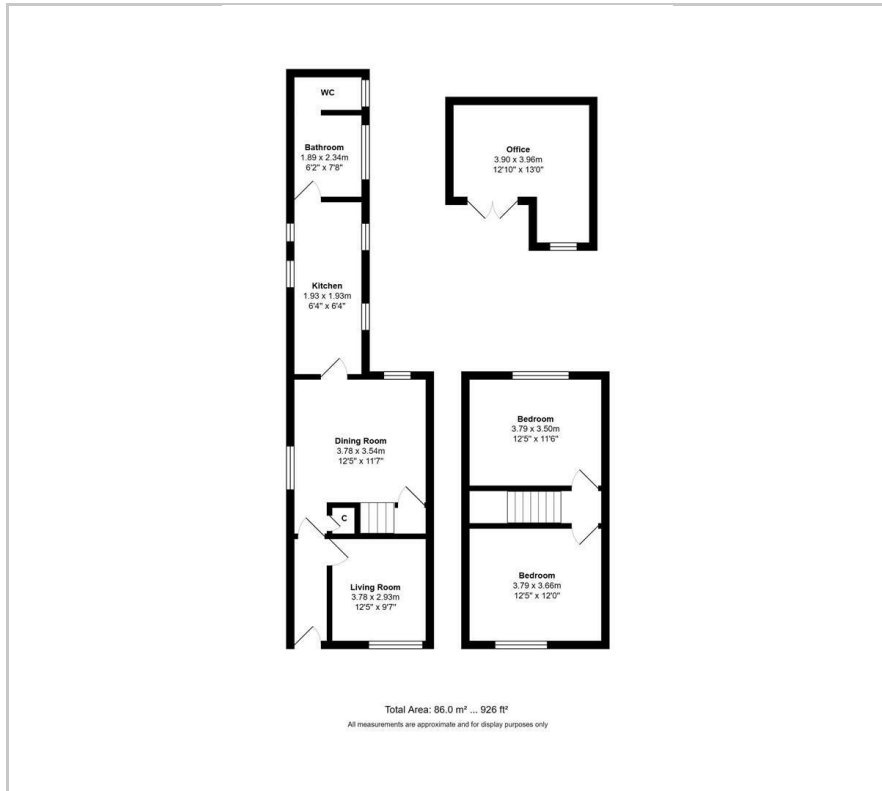 WC
Bathroom
1.89 x 2.34m
6'2" x 7'8"
Office
3.90 x 3.96m
12'10" x 13'0"
Kitchen
1.93 x 1.93m
6'4" x 6'4"
Dining Room
3.78 x 3.54m
12'5" x 11'7"
C
Living Room
3.78 x 2.93m
12'5" x 9'7"
Bedroom
3.79 x 3.50m
12'5" x 11'6"
Bedroom
3.79 x 3.66m
12'5" x 12'0"
Total Area: 86.0 m² ... 926 ft²
All measurements are approximate and for display purposes only